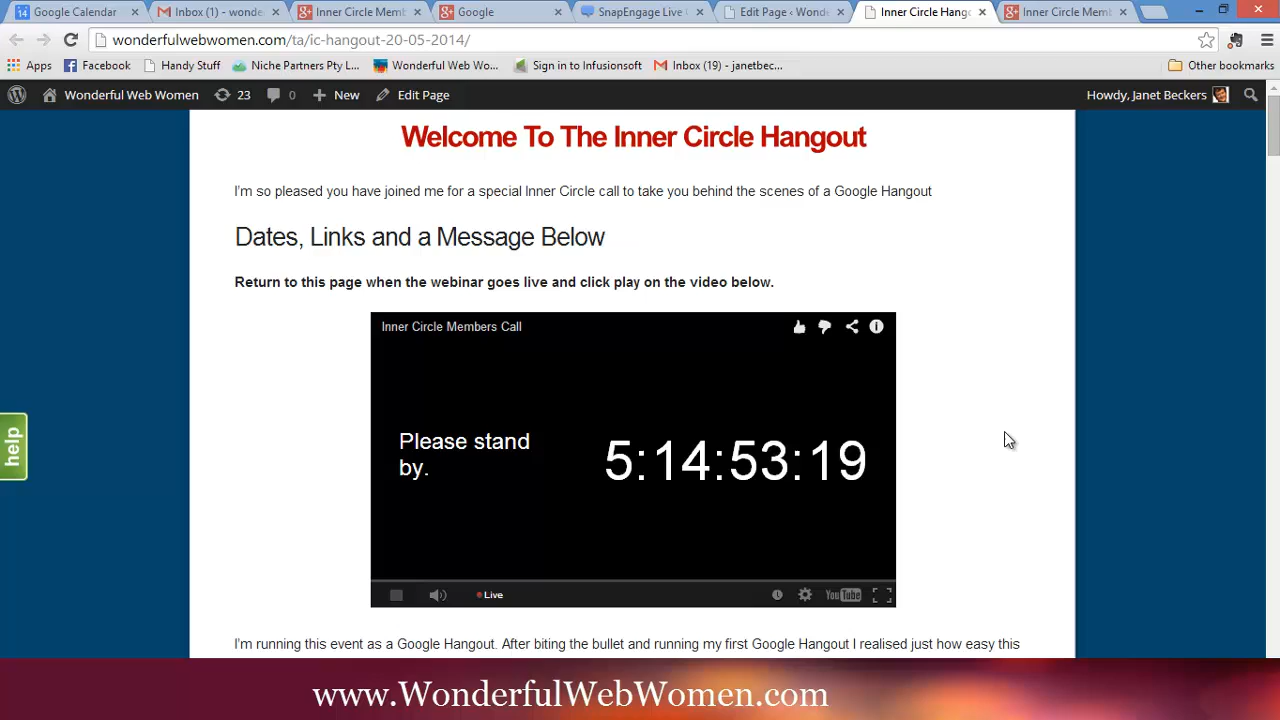 14 Google Calendar
Inbox (1) - wonde
Inner Circle Memb
Google
SnapEngage Live
Edit Page ‹ Wond
Inner Circle Hang
Inner Circle Memb
wonderfulwebwomen.com/ta/ic-hangout-20-05-2014/
Apps Facebook Handy Stuff Niche Partners Pty L... Wonderful Web Wo... Sign in to Infusionsoft Inbox (19) - janetbec... Other bookmarks
Wonderful Web Women 23 0 New Edit Page Howdy, Janet Beckers
Welcome To The Inner Circle Hangout
I'm so pleased you have joined me for a special Inner Circle call to take you behind the scenes of a Google Hangout
Dates, Links and a Message Below
Return to this page when the webinar goes live and click play on the video below.
Inner Circle Members Call
Please stand
by.
5:14:53:19
help
Live
YouTube
I'm running this event as a Google Hangout. After biting the bullet and running my first Google Hangout I realised just how easy this
www.WonderfulWebWomen.com